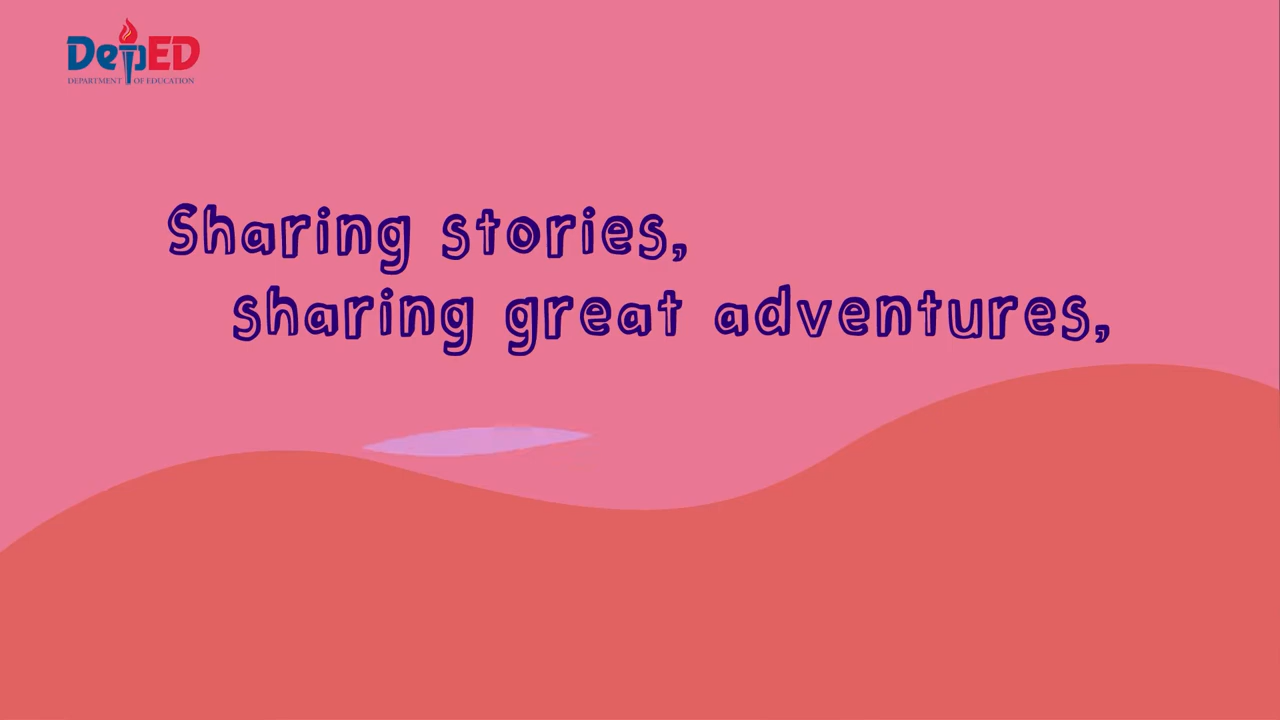 DepED
DEPARTMENT OF EDUCATION
Sharing stories,
sharing great adventures,